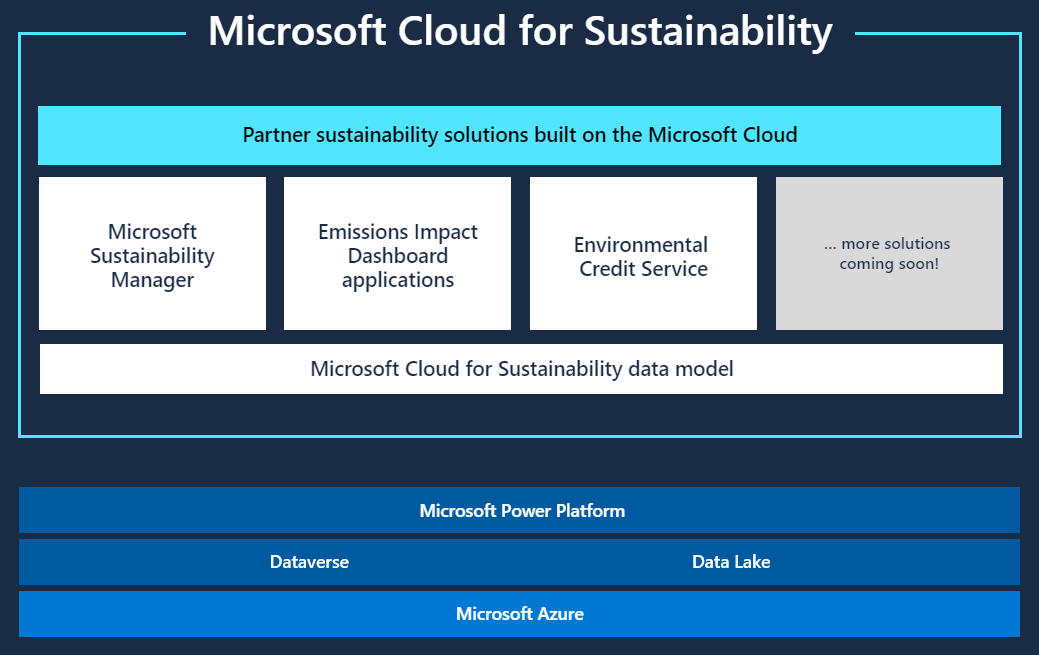 Microsoft Cloud for Sustainability
Partner sustainability solutions built on the Microsoft Cloud
Microsoft
Sustainability
Manager
Emissions Impact
Dashboard
applications
Environmental
Credit Service
... more solutions
coming soon!
Microsoft Cloud for Sustainability data model
Microsoft Power Platform
Dataverse
Data Lake
Microsoft Azure